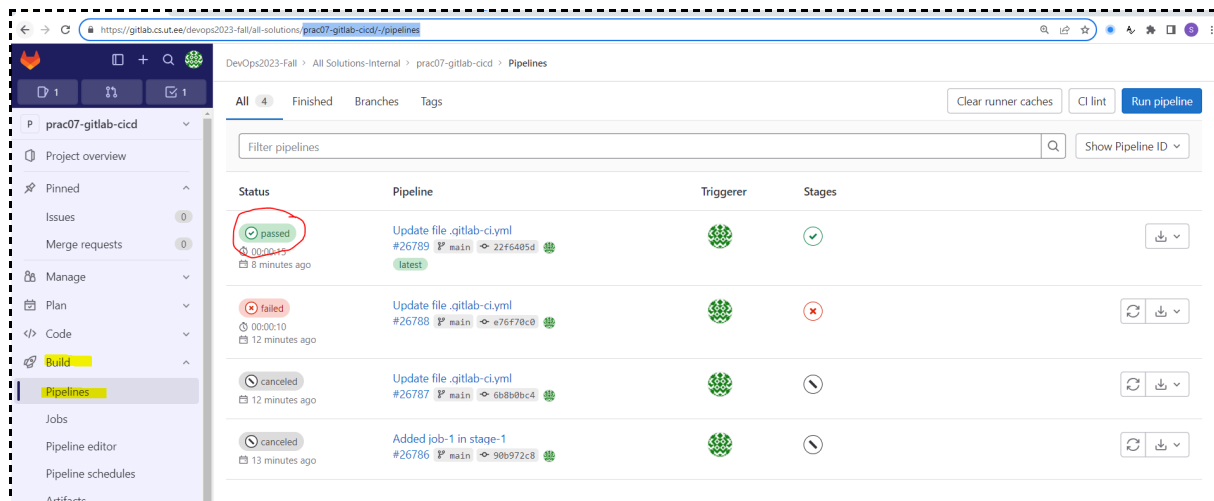 https://gitlab.cs.ut.ee/devops2023-fall/all-solutions/prac07-gitlab-cicd/-/pipelines
S
1
1
P prac07-gitlab-cicd
Project overview
Pinned
Issues 0
Merge requests 0
Manage
Plan
Code
Build
Pipelines
Jobs
Pipeline editor
Pipeline schedules
Artifacts
DevOps2023-Fall > All Solutions-Internal > prac07-gitlab-cicd > Pipelines
All 4 Finished Branches Tags
Clear runner caches CI lint Run pipeline
Filter pipelines Show Pipeline ID
Status Pipeline Triggerer Stages
passed Update file .gitlab-ci.yml
00:00:15 #26789 main 22f6405d
8 minutes ago latest
failed Update file .gitlab-ci.yml
00:00:10 #26788 main e76f70c0
12 minutes ago
canceled Update file .gitlab-ci.yml
12 minutes ago #26787 main 6b8b0bc4
canceled Added job-1 in stage-1
13 minutes ago #26786 main 90b972c8